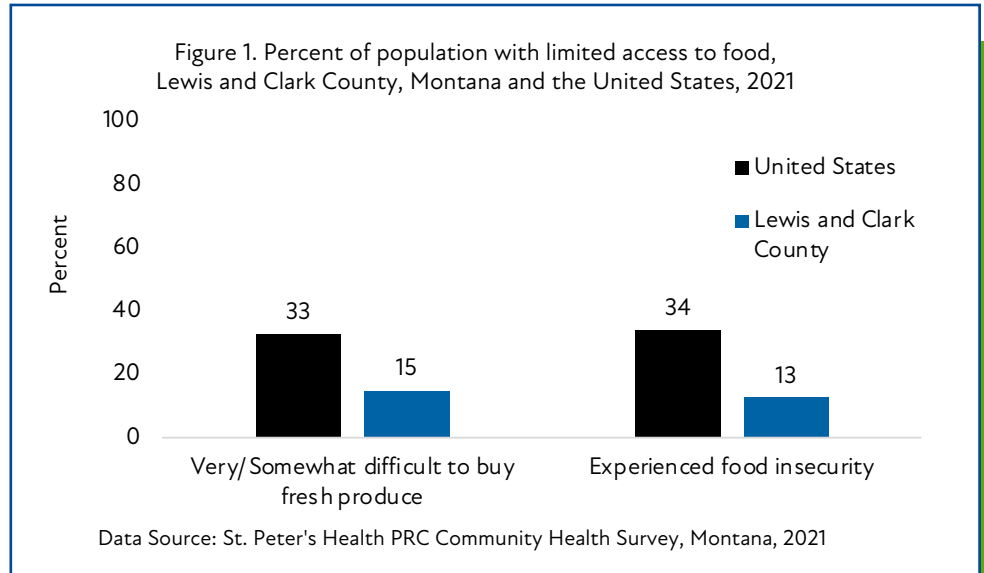 Figure 1. Percent of population with limited access to food,
Lewis and Clark County, Montana and the United States, 2021
100
80
60
40
20
0
Percent
United States
Lewis and Clark
County
33
15
34
13
Very/Somewhat difficult to buy
fresh produce
Experienced food insecurity
Data Source: St. Peter's Health PRC Community Health Survey, Montana, 2021